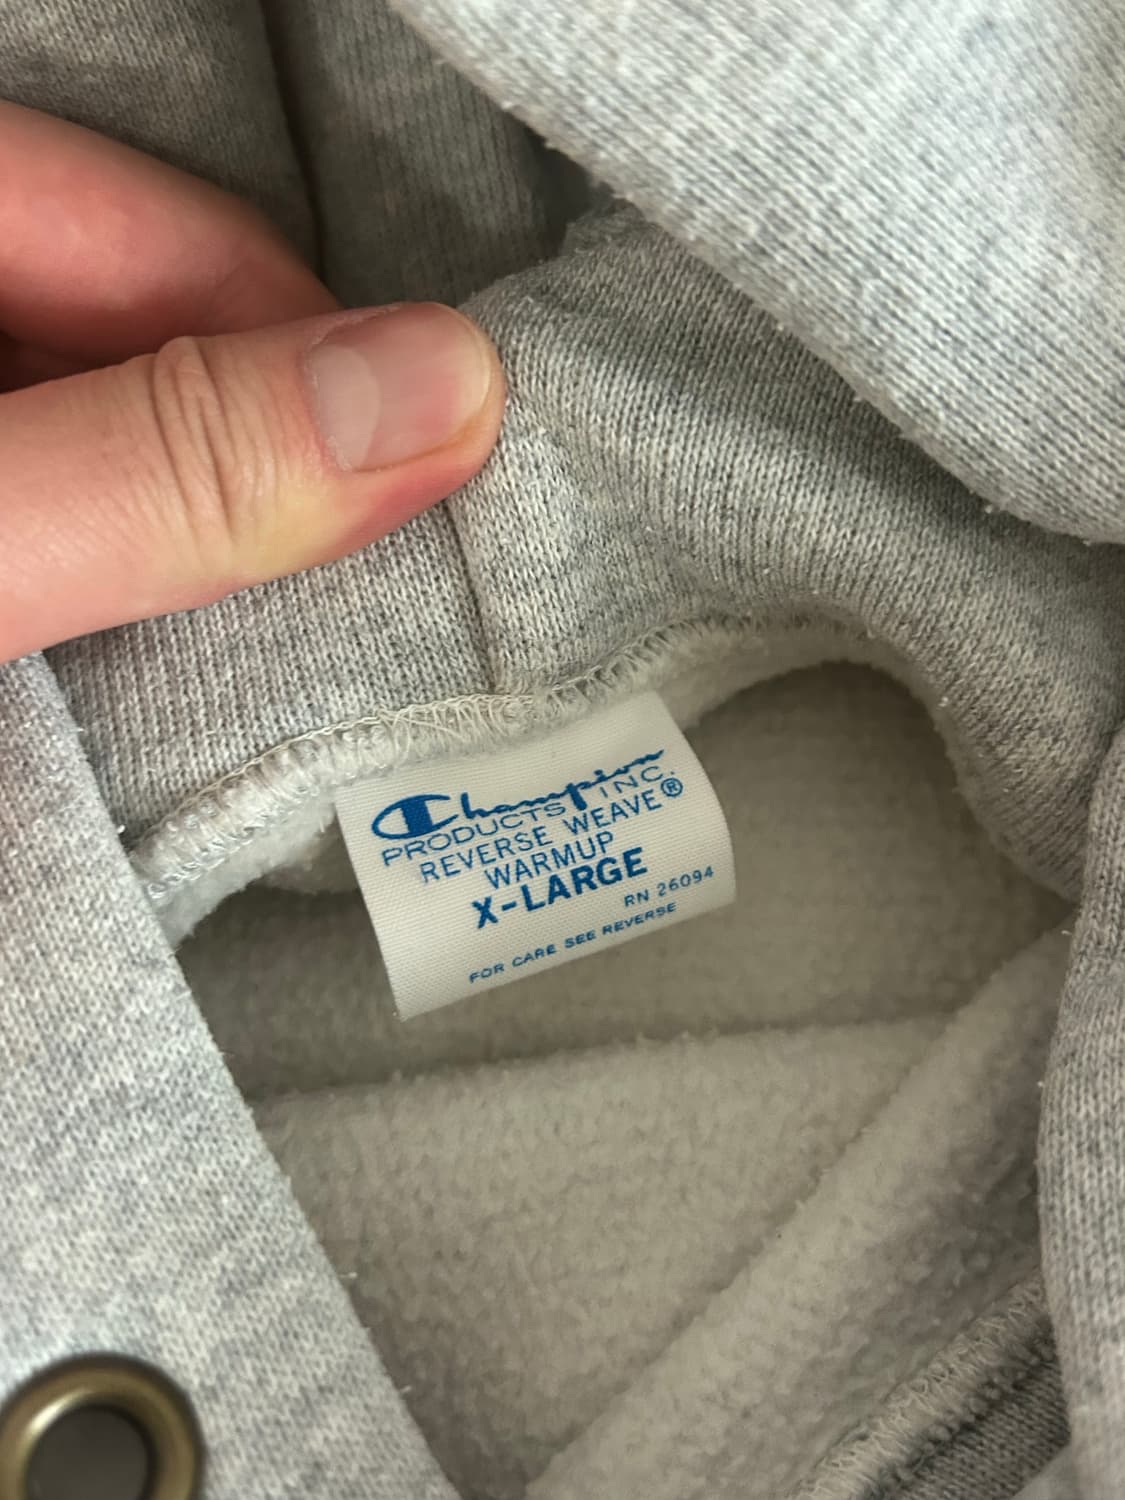 Champion
PRODUCTS INC.
REVERSE WEAVE®
WARMUP
X-LARGE
RN 26094
FOR CARE SEE REVERSE